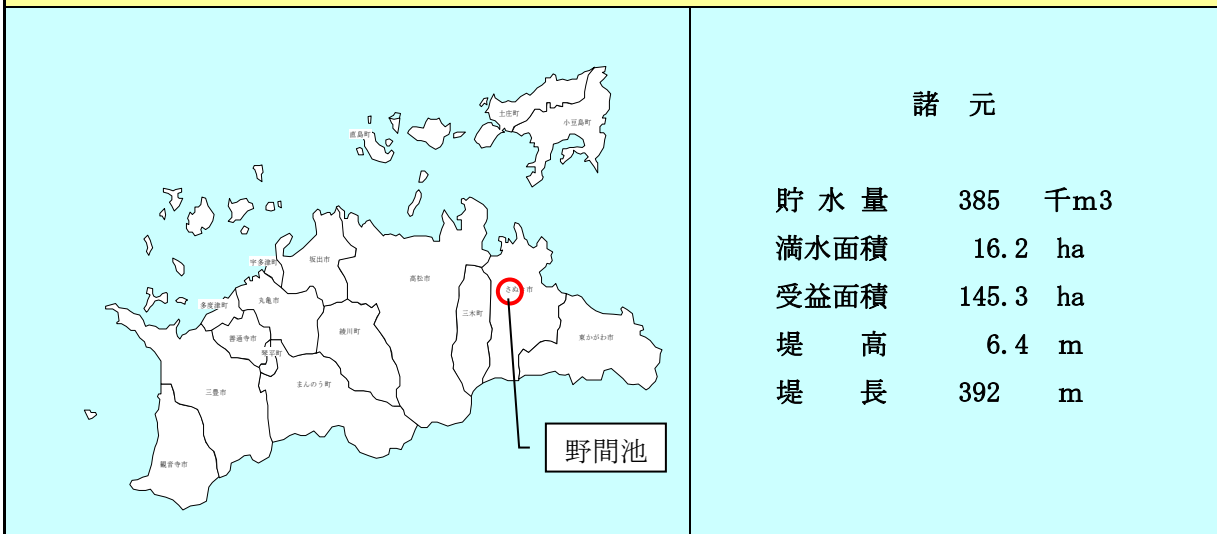 土庄町
小豆島町
直島町
宇多津町
坂出市
高松市
さぬき市
多度津町
丸亀市
三木町
善通寺市
綾川町
琴平町
東かがわ市
三豊市
まんのう町
観音寺市
野間池
諸 元
貯 水 量 385 千m3
満水面積 16.2 ha
受益面積 145.3 ha
堤 高 6.4 m
堤 長 392 m